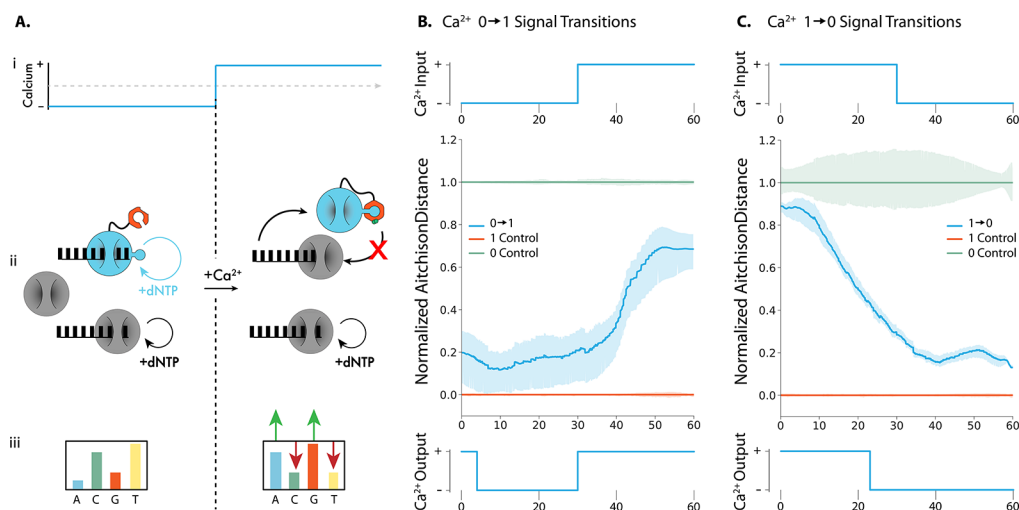 A.
i
Calcium
+
–
ii
+dNTP
+dNTP
+Ca²⁺
X
+dNTP
iii
A C G T
A C G T
B. Ca²⁺ 0→1 Signal Transitions
Ca²⁺ Input
+
–
0 20 40 60
Normalized AitchisonDistance
1.2
1.0
0.8
0.6
0.4
0.2
0.0
0→1
1 Control
0 Control
0 10 20 30 40 50 60
Ca²⁺ Output
+
–
0 20 40 60
C. Ca²⁺ 1→0 Signal Transitions
Ca²⁺ Input
+
–
0 20 40 60
Normalized AitchisonDistance
1.2
1.0
0.8
0.6
0.4
0.2
0.0
1→0
1 Control
0 Control
0 10 20 30 40 50 60
Ca²⁺ Output
+
–
0 20 40 60